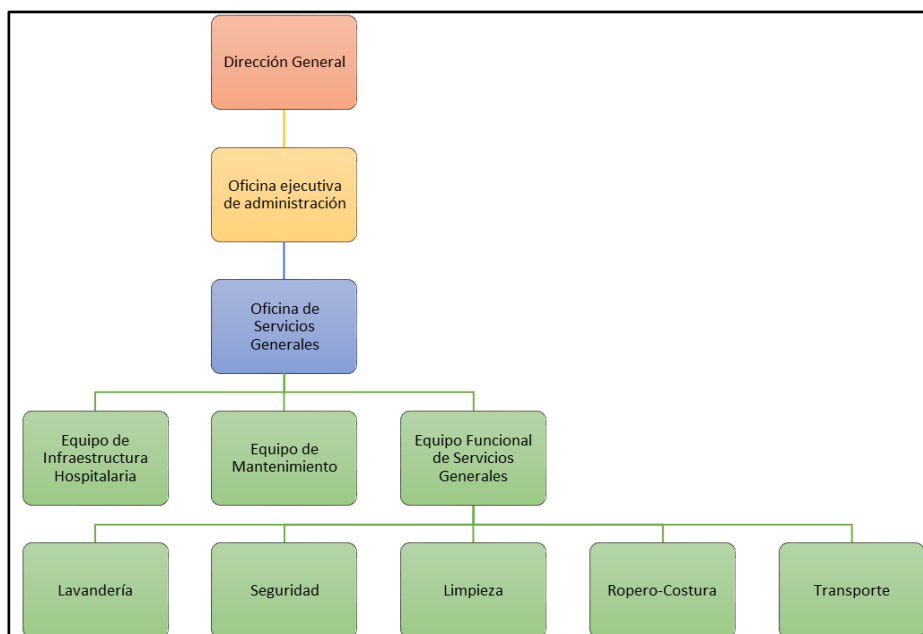 Dirección General
Oficina ejecutiva
de administración
Oficina de
Servicios
Generales
Equipo de
Infraestructura
Hospitalaria
Equipo de
Mantenimiento
Equipo Funcional
de Servicios
Generales
Lavandería
Seguridad
Limpieza
Ropero-Costura
Transporte